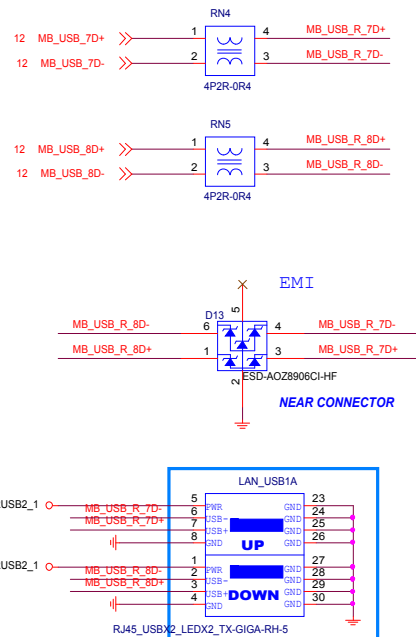 RN4
12 MB_USB_7D+ 1 4 MB_USB_R_7D+
12 MB_USB_7D- 2 3 MB_USB_R_7D-
4P2R-0R4
RN5
12 MB_USB_8D+ 1 4 MB_USB_R_8D+
12 MB_USB_8D- 2 3 MB_USB_R_8D-
4P2R-0R4
EMI
5
D13
MB_USB_R_8D- 6 4 MB_USB_R_7D-
MB_USB_R_8D+ 1 3 MB_USB_R_7D+
2
ESD-AOZ8906CI-HF
NEAR CONNECTOR
LAN_USB1A
USB2_1 5 PWR GND 23
MB_USB_R_7D- 6 USB- GND 24
MB_USB_R_7D+ 7 USB+ GND 25
8 GND GND 26
UP
USB2_1 1 PWR GND 27
MB_USB_R_8D- 2 USB- GND 28
MB_USB_R_8D+ 3 USB+ GND 29
DOWN
4 GND GND 30
RJ45_USBX2_LEDX2_TX-GIGA-RH-5